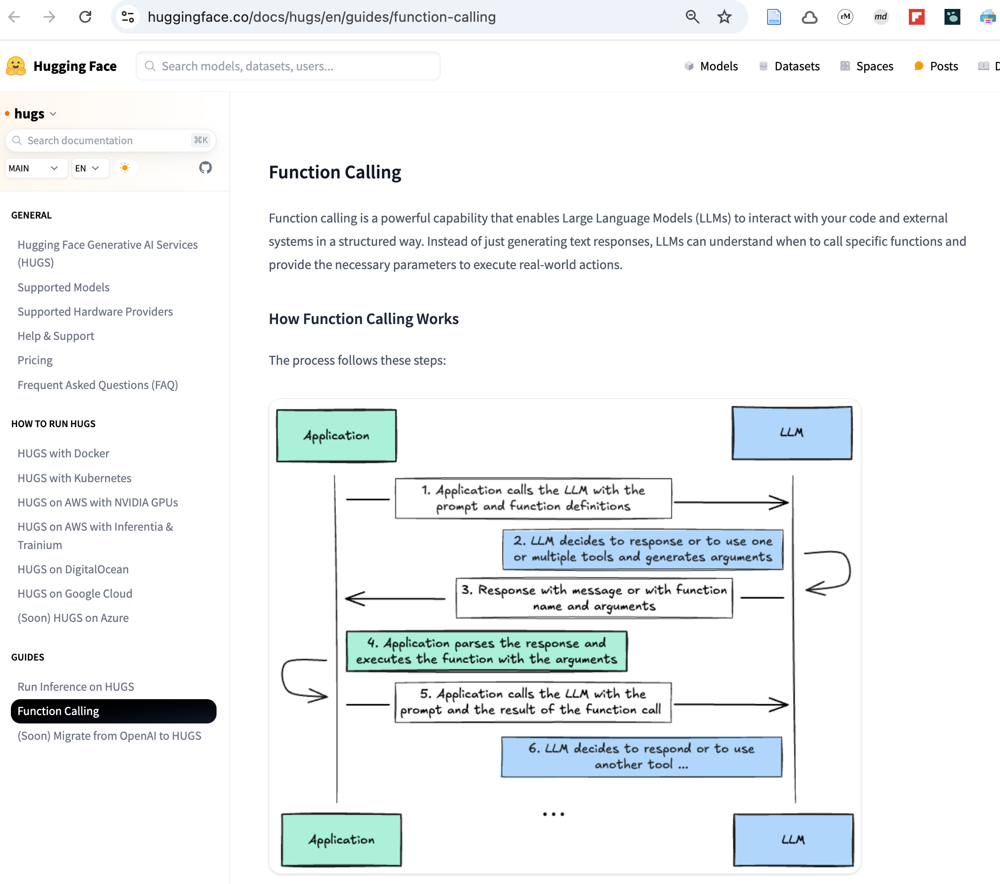 huggingface.co/docs/hugs/en/guides/function-calling
rM
md
Hugging Face
Search models, datasets, users...
Models
Datasets
Spaces
Posts
D
hugs
Search documentation
⌘K
MAIN
EN
GENERAL
Hugging Face Generative AI Services
(HUGS)
Supported Models
Supported Hardware Providers
Help & Support
Pricing
Frequent Asked Questions (FAQ)
HOW TO RUN HUGS
HUGS with Docker
HUGS with Kubernetes
HUGS on AWS with NVIDIA GPUs
HUGS on AWS with Inferentia &
Trainium
HUGS on DigitalOcean
HUGS on Google Cloud
(Soon) HUGS on Azure
GUIDES
Run Inference on HUGS
Function Calling
(Soon) Migrate from OpenAI to HUGS
Function Calling
Function calling is a powerful capability that enables Large Language Models (LLMs) to interact with your code and external
systems in a structured way. Instead of just generating text responses, LLMs can understand when to call specific functions and
provide the necessary parameters to execute real-world actions.
How Function Calling Works
The process follows these steps:
Application
LLM
1. Application calls the LLM with the
prompt and function definitions
2. LLM decides to response or to use one
or multiple tools and generates arguments
3. Response with message or with function
name and arguments
4. Application parses the response and
executes the function with the arguments
5. Application calls the LLM with the
prompt and the result of the function call
6. LLM decides to respond or to use
another tool ...
...
Application
LLM